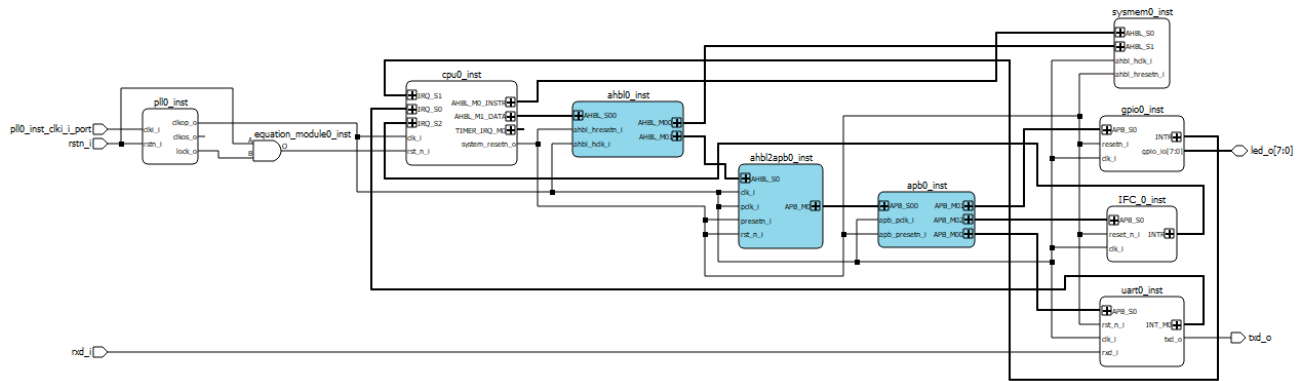 pll0_inst_clki_i_port
rstn_i
rxd_i
pll0_inst
clki_i
rstn_i
clkop_o
clkos_o
lock_o
equation_module0_inst
A
B
O
cpu0_inst
IRQ_S1
IRQ_S0
IRQ_S2
clk_i
rst_n_i
AHBL_M0_INSTR
AHBL_M1_DATA
TIMER_IRQ_M0
system_resetn_o
ahbl0_inst
AHBL_S00
ahbl_hresetn_i
ahbl_hclk_i
AHBL_M00
AHBL_M01
ahbl2apb0_inst
AHBL_S0
clk_i
pclk_i
presetn_i
rst_n_i
APB_M0
apb0_inst
APB_S00
apb_pclk_i
apb_presetn_i
APB_M01
APB_M02
APB_M00
sysmem0_inst
AHBL_S0
AHBL_S1
ahbl_hclk_i
ahbl_hresetn_i
gpio0_inst
APB_S0
resetn_i
clk_i
INTR
gpio_io[7:0]
led_o[7:0]
IFC_0_inst
APB_S0
reset_n_i
clk_i
INTR
uart0_inst
APB_S0
rst_n_i
clk_i
rxd_i
INT_M0
txd_o
txd_o